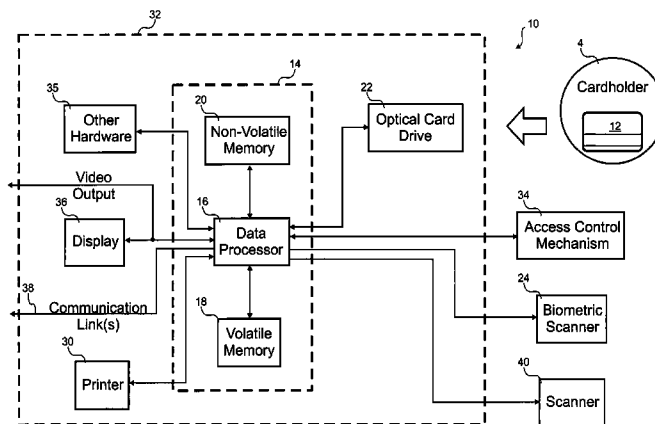 32
10
4
Cardholder
12
14
35
Other
Hardware
20
Non-Volatile
Memory
22
Optical Card
Drive
Video
Output
36
Display
16
Data
Processor
34
Access Control
Mechanism
38
Communication
Link(s)
18
Volatile
Memory
24
Biometric
Scanner
30
Printer
40
Scanner